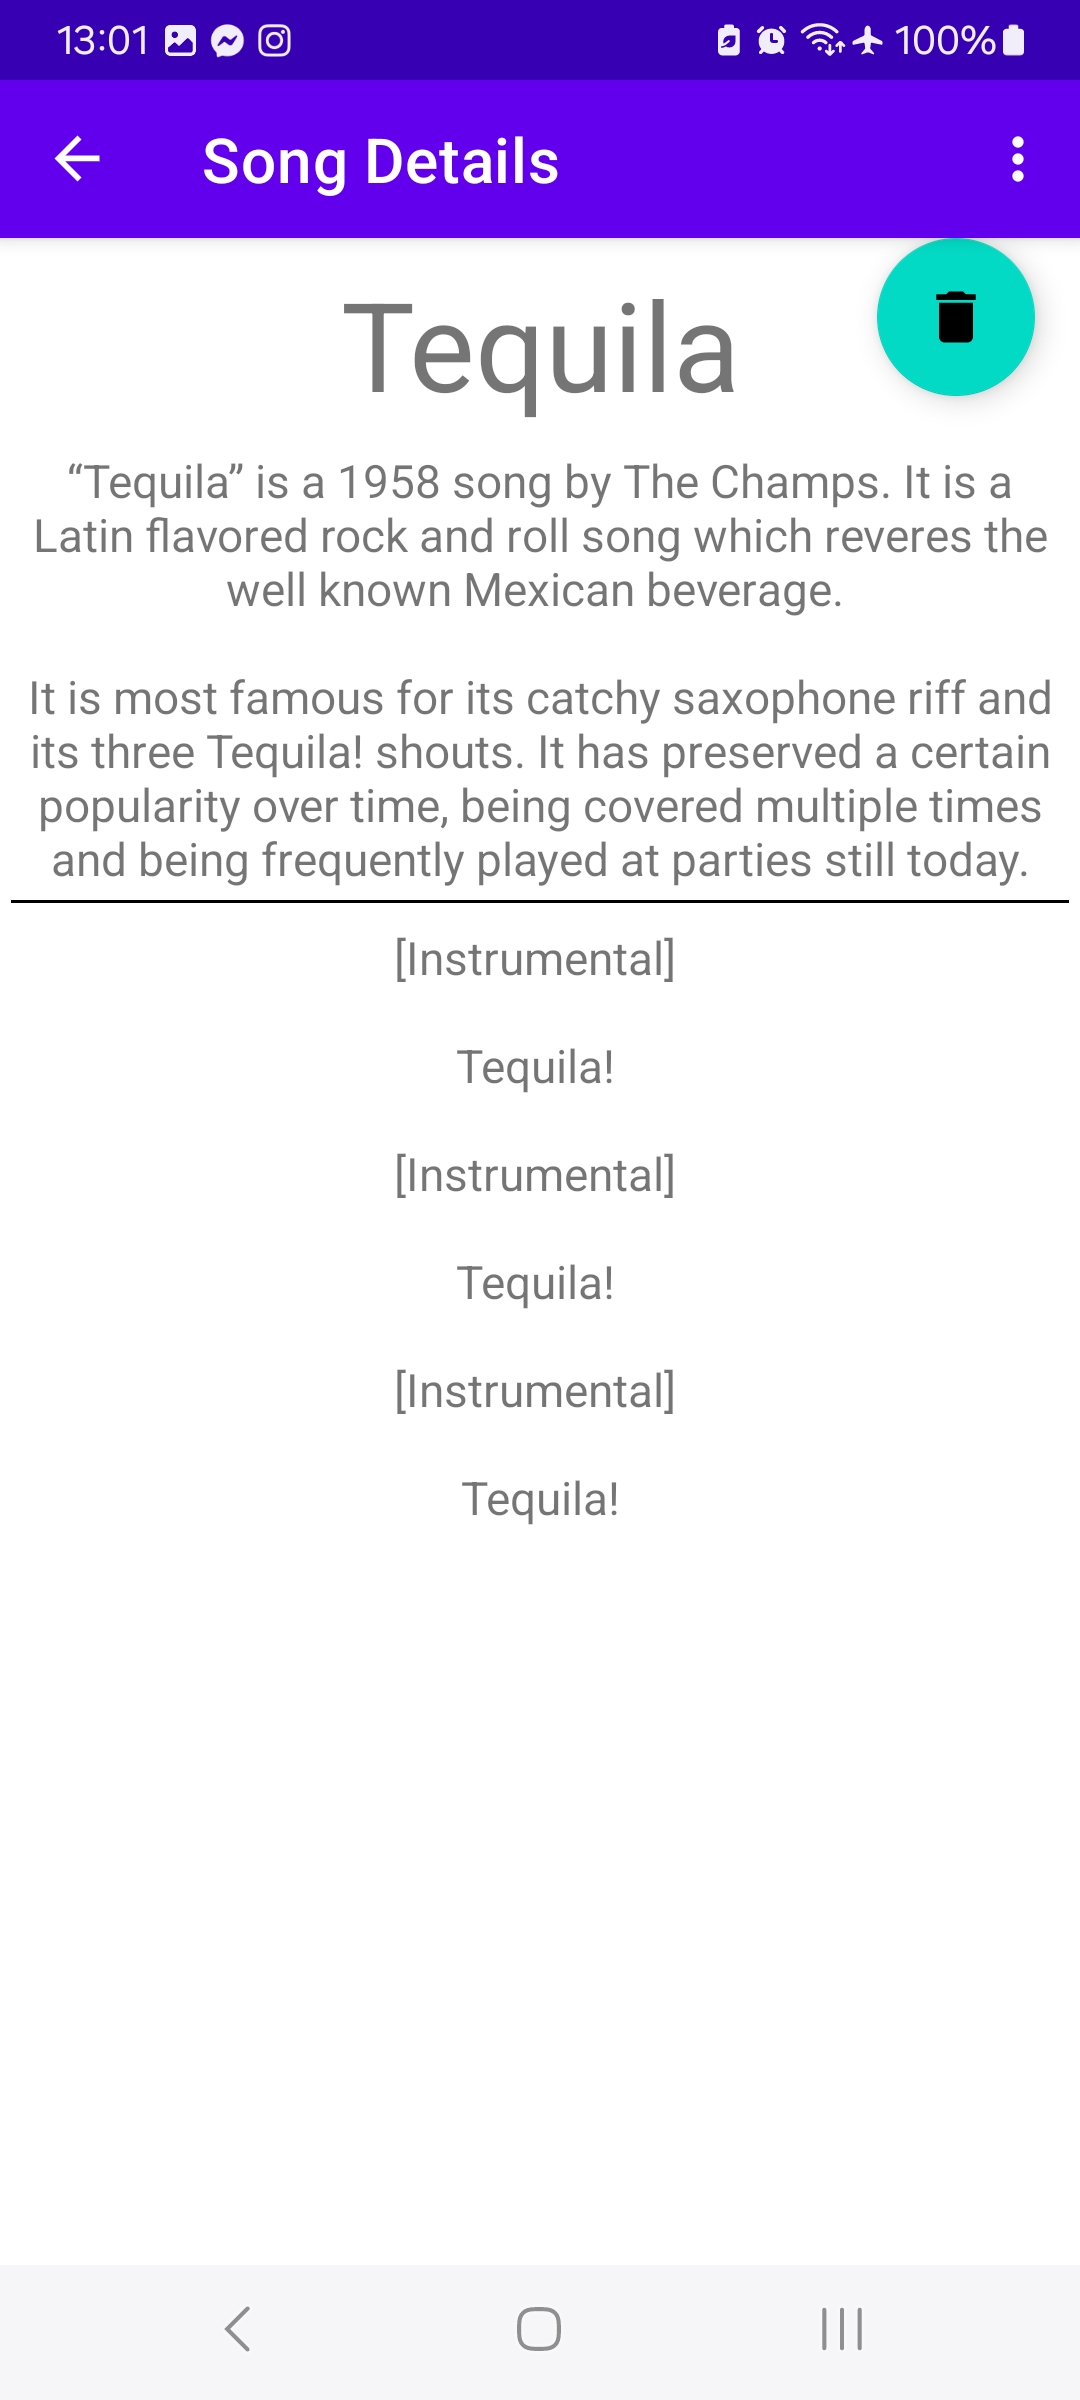 13:01
100%
Song Details
Tequila
“Tequila” is a 1958 song by The Champs. It is a
Latin flavored rock and roll song which reveres the
well known Mexican beverage.
It is most famous for its catchy saxophone riff and
its three Tequila! shouts. It has preserved a certain
popularity over time, being covered multiple times
and being frequently played at parties still today.
[Instrumental]
Tequila!
[Instrumental]
Tequila!
[Instrumental]
Tequila!